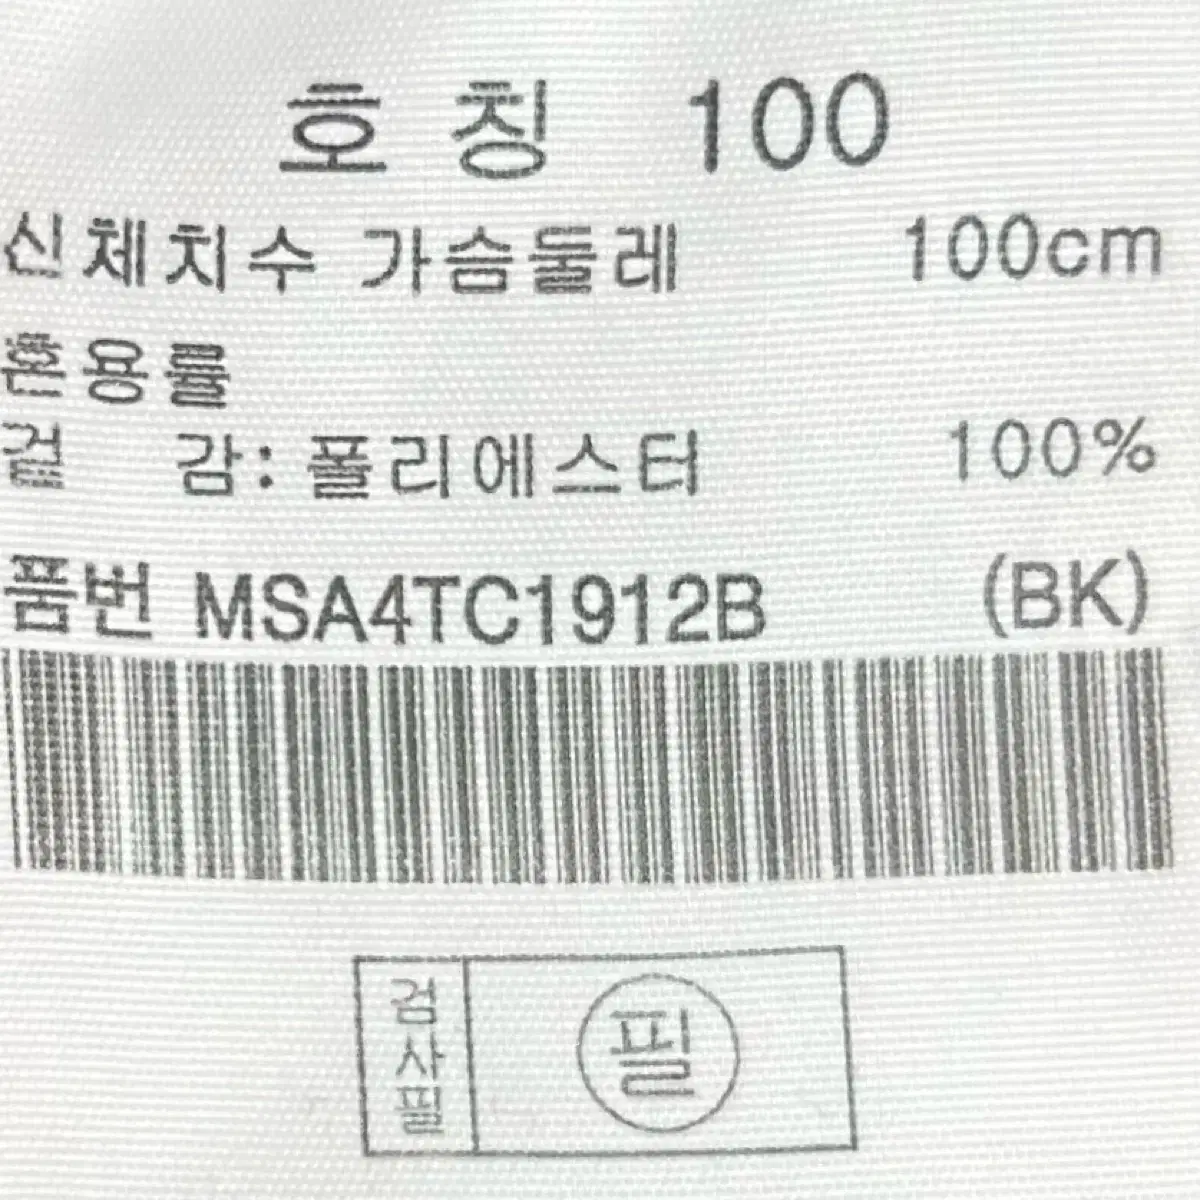 호 칭 100
신체치수 가슴둘레 100cm
혼용률
겉 감: 폴리에스터 100%
품번 MSA4TC1912B (BK)
검사필 필